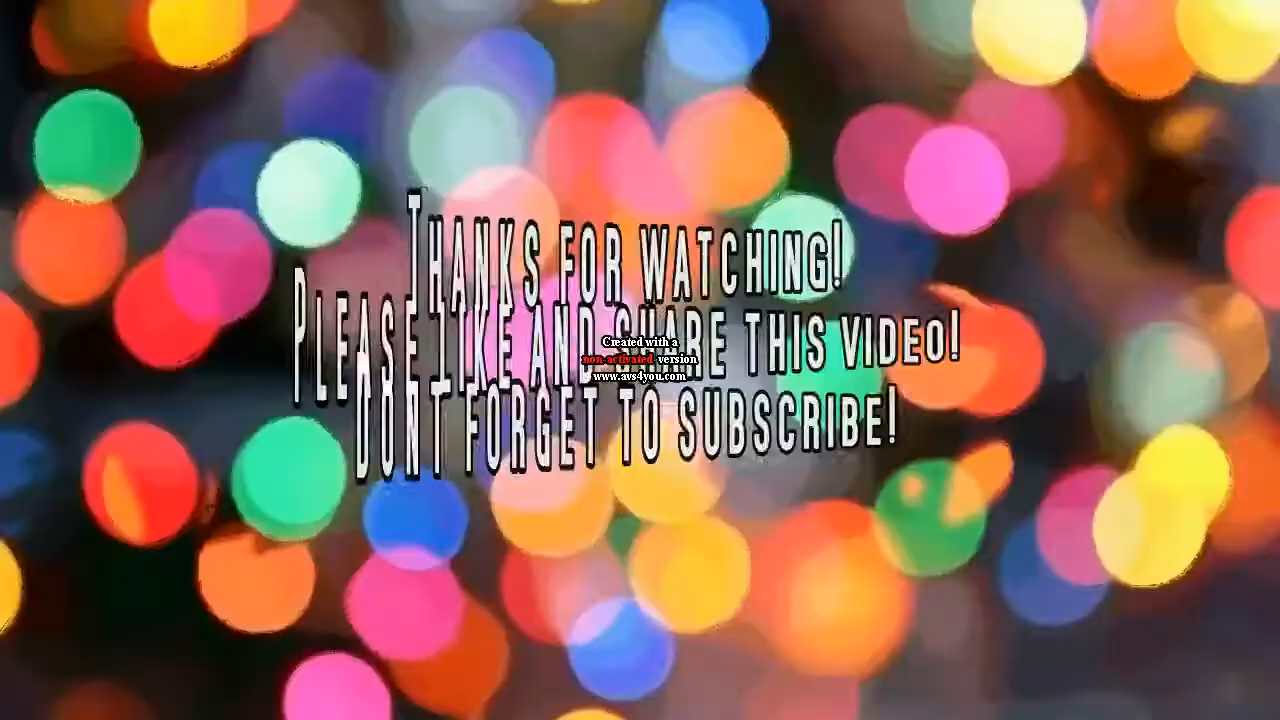 Thanks for watching!
Please like and share this video!
Dont forget to subscribe!
Created with a
non-activated version
www.avs4you.com